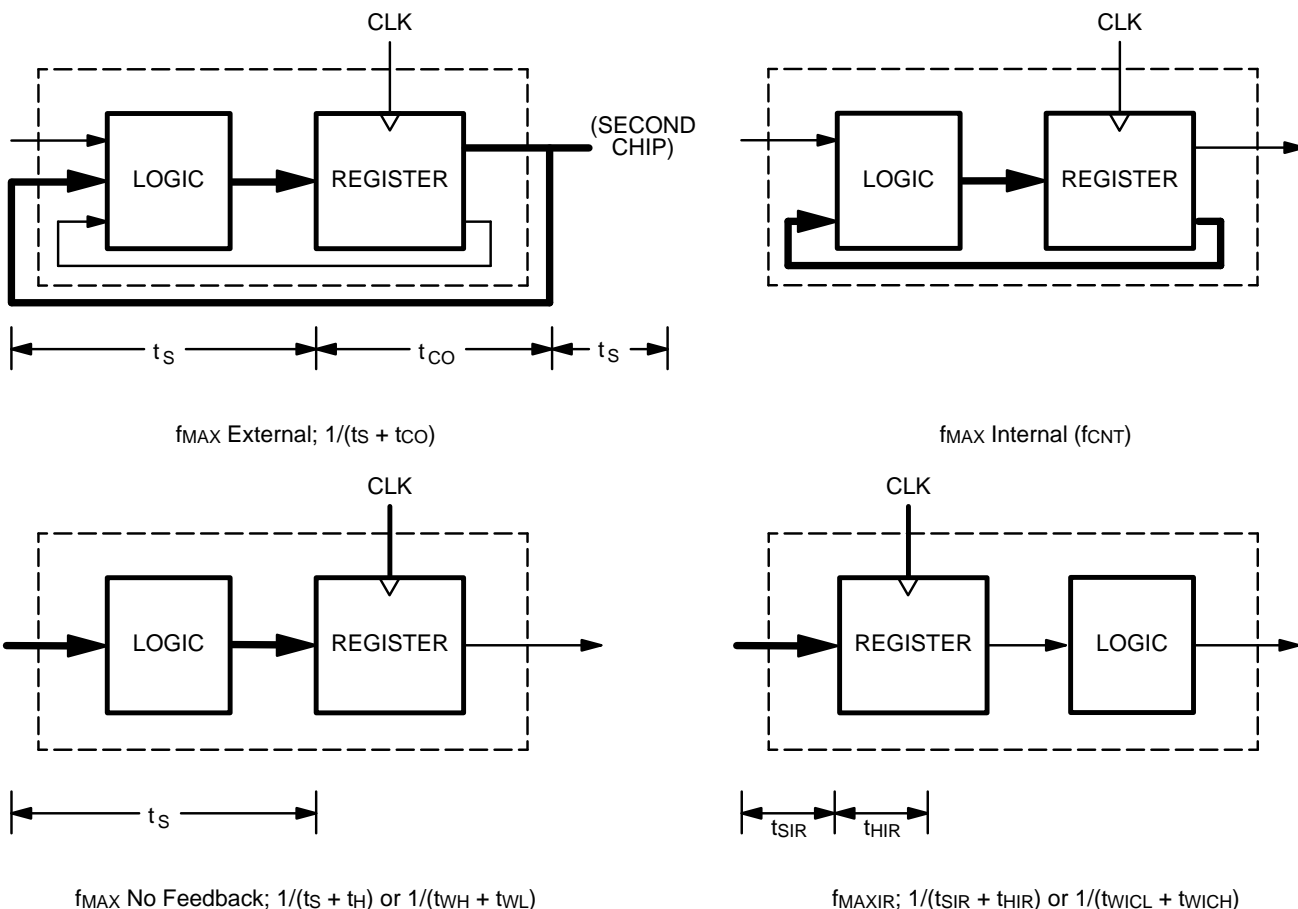 CLK
(SECOND
CHIP)
LOGIC
REGISTER
tS
tCO
tS
fMAX External; 1/(tS + tCO)
CLK
LOGIC
REGISTER
fMAX Internal (fCNT)
CLK
LOGIC
REGISTER
tS
fMAX No Feedback; 1/(tS + tH) or 1/(tWH + tWL)
CLK
REGISTER
LOGIC
tSIR
tHIR
fMAXIR; 1/(tSIR + tHIR) or 1/(tWICL + tWICH)